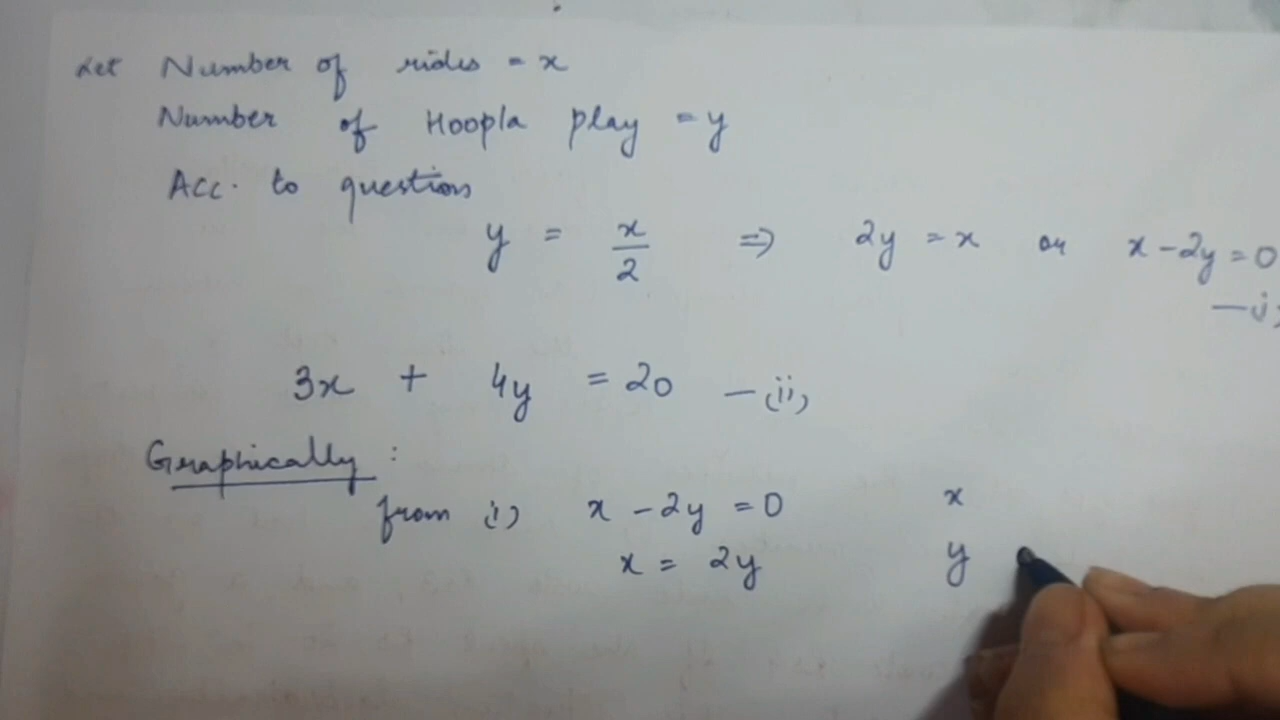 Let Number of rides = x
Number of Hoopla play = y
Acc. to question
y = x/2 ⇒ 2y = x or x - 2y = 0
— i)
3x + 4y = 20 — (ii)
Graphically :
from (i) x - 2y = 0 x
x = 2y y